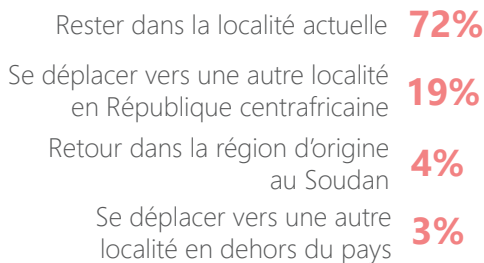 Rester dans la localité actuelle 72%
Se déplacer vers une autre localité
en République centrafricaine 19%
Retour dans la région d’origine
au Soudan 4%
Se déplacer vers une autre
localité en dehors du pays 3%